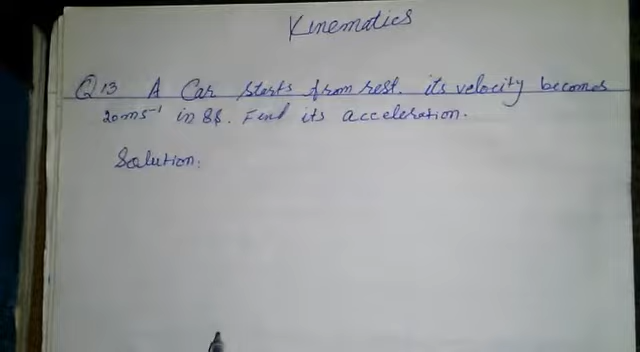 Kinematics
Q13 A Car starts from rest. its velocity becomes
20ms⁻¹ in 8s. Find its acceleration.
Solution: